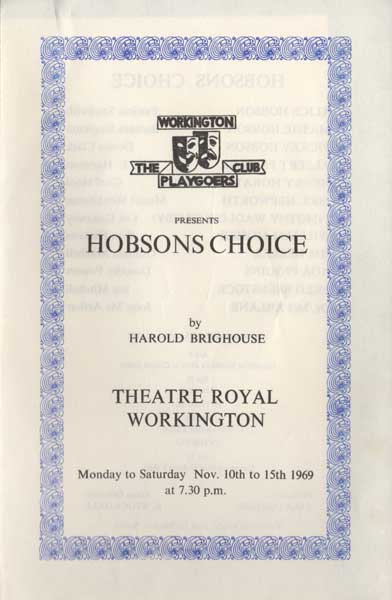 WORKINGTON
THE CLUB
PLAYGOERS
PRESENTS
HOBSONS CHOICE
by
HAROLD BRIGHOUSE
THEATRE ROYAL
WORKINGTON
Monday to Saturday Nov. 10th to 15th 1969
at 7.30 p.m.